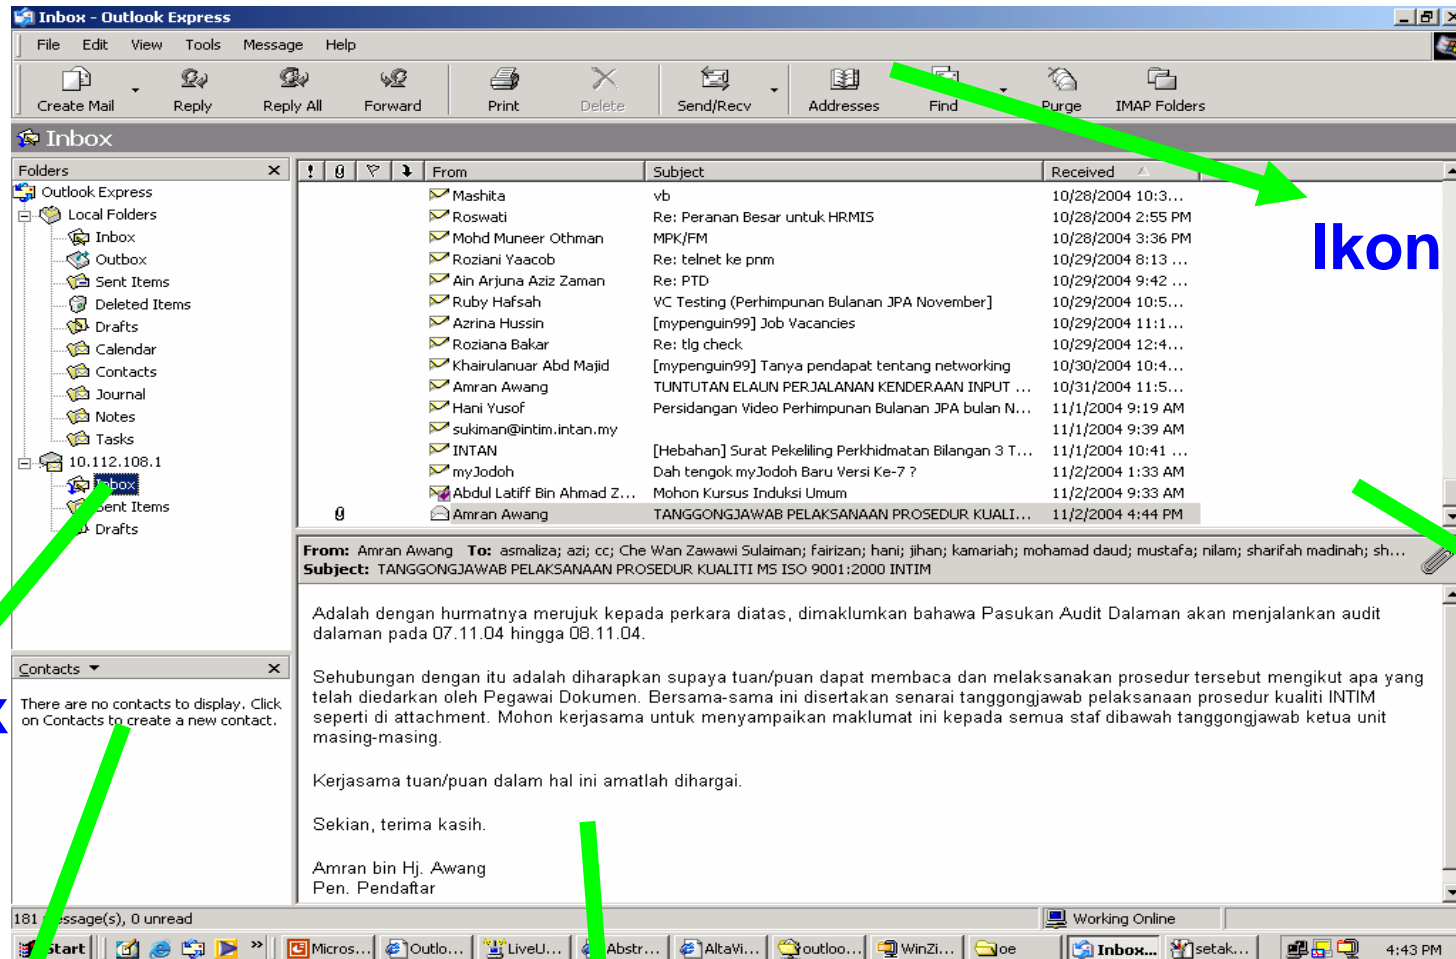 Inbox - Outlook Express
File Edit View Tools Message Help
Create Mail Reply Reply All Forward Print Delete Send/Recv Addresses Find Purge IMAP Folders
Inbox
Folders
Outlook Express
Local Folders
Inbox
Outbox
Sent Items
Deleted Items
Drafts
Calendar
Contacts
Journal
Notes
Tasks
10.112.108.1
Inbox
Sent Items
Drafts
From Subject Received
Mashita vb 10/28/2004 10:3...
Roswati Re: Peranan Besar untuk HRMIS 10/28/2004 2:55 PM
Mohd Muneer Othman MPK/FM 10/28/2004 3:36 PM
Roziani Yaacob Re: telnet ke pnm 10/29/2004 8:13 ...
Ain Arjuna Aziz Zaman Re: PTD 10/29/2004 9:42 ...
Ruby Hafsah VC Testing (Perhimpunan Bulanan JPA November] 10/29/2004 10:5...
Azrina Hussin [mypenguin99] Job Vacancies 10/29/2004 11:1...
Roziana Bakar Re: tlg check 10/29/2004 12:4...
Khairulanuar Abd Majid [mypenguin99] Tanya pendapat tentang networking 10/30/2004 10:4...
Amran Awang TUNTUTAN ELAUN PERJALANAN KENDERAAN INPUT ... 10/31/2004 11:5...
Hani Yusof Persidangan Video Perhimpunan Bulanan JPA bulan N... 11/1/2004 9:19 AM
sukiman@intim.intan.my 11/1/2004 9:39 AM
INTAN [Hebahan] Surat Pekeliling Perkhidmatan Bilangan 3 T... 11/1/2004 10:41 ...
myJodoh Dah tengok myJodoh Baru Versi Ke-7 ? 11/2/2004 1:33 AM
Abdul Latiff Bin Ahmad Z... Mohon Kursus Induksi Umum 11/2/2004 9:33 AM
Amran Awang TANGGONGJAWAB PELAKSANAAN PROSEDUR KUALI... 11/2/2004 4:44 PM
Ikon
From: Amran Awang To: asmaliza; azi; cc; Che Wan Zawawi Sulaiman; fairizan; hani; jihan; kamariah; mohamad daud; mustafa; nilam; sharifah madinah; sh...
Subject: TANGGONGJAWAB PELAKSANAAN PROSEDUR KUALITI MS ISO 9001:2000 INTIM
Adalah dengan hurmatnya merujuk kepada perkara diatas, dimaklumkan bahawa Pasukan Audit Dalaman akan menjalankan audit
dalaman pada 07.11.04 hingga 08.11.04.
Sehubungan dengan itu adalah diharapkan supaya tuan/puan dapat membaca dan melaksanakan prosedur tersebut mengikut apa yang
telah diedarkan oleh Pegawai Dokumen. Bersama-sama ini disertakan senarai tanggongjawab pelaksanaan prosedur kualiti INTIM
seperti di attachment. Mohon kerjasama untuk menyampaikan maklumat ini kepada semua staf dibawah tanggongjawab ketua unit
masing-masing.
Kerjasama tuan/puan dalam hal ini amatlah dihargai.
Sekian, terima kasih.
Amran bin Hj. Awang
Pen. Pendaftar
Contacts
There are no contacts to display. Click
on Contacts to create a new contact.
x
181 message(s), 0 unread Working Online
Start Micros... Outlo... LiveU... Abstr... AltaVi... outloo... WinZi... oe Inbox... setak... 4:43 PM